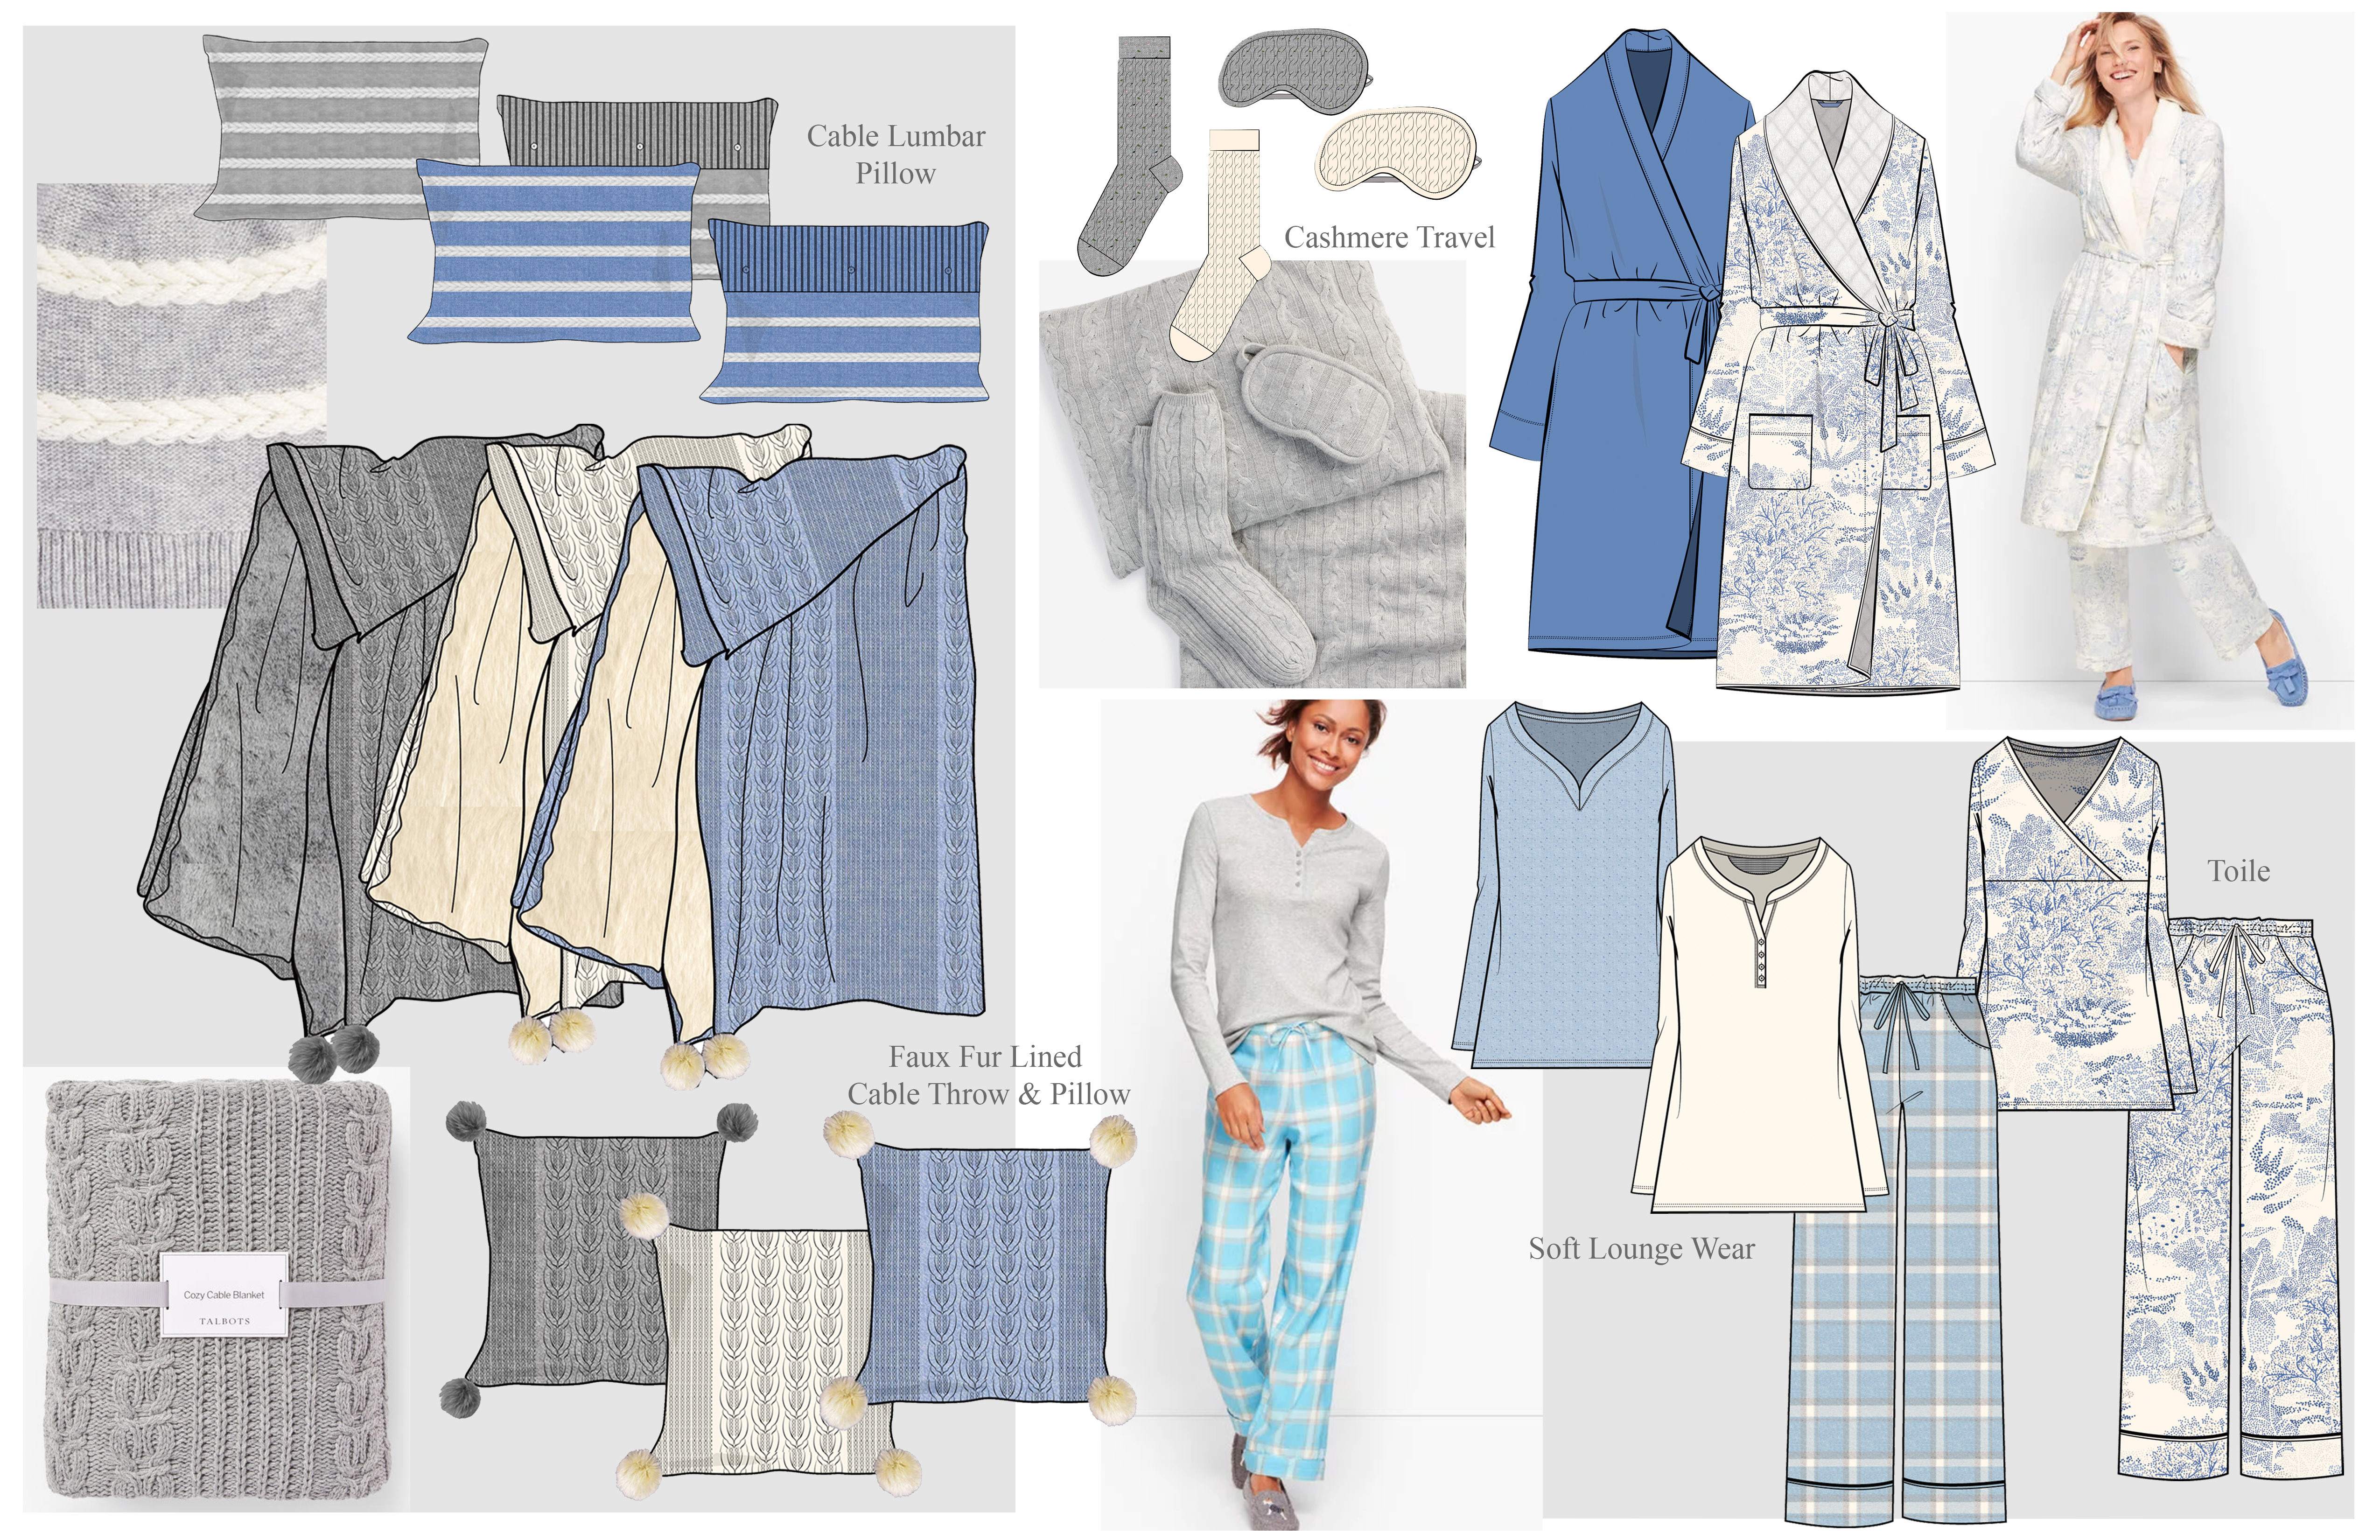 Cable Lumbar
Pillow
Cashmere Travel
Toile
Faux Fur Lined
Cable Throw & Pillow
Soft Lounge Wear
Cozy Cable Blanket
TALBOTS